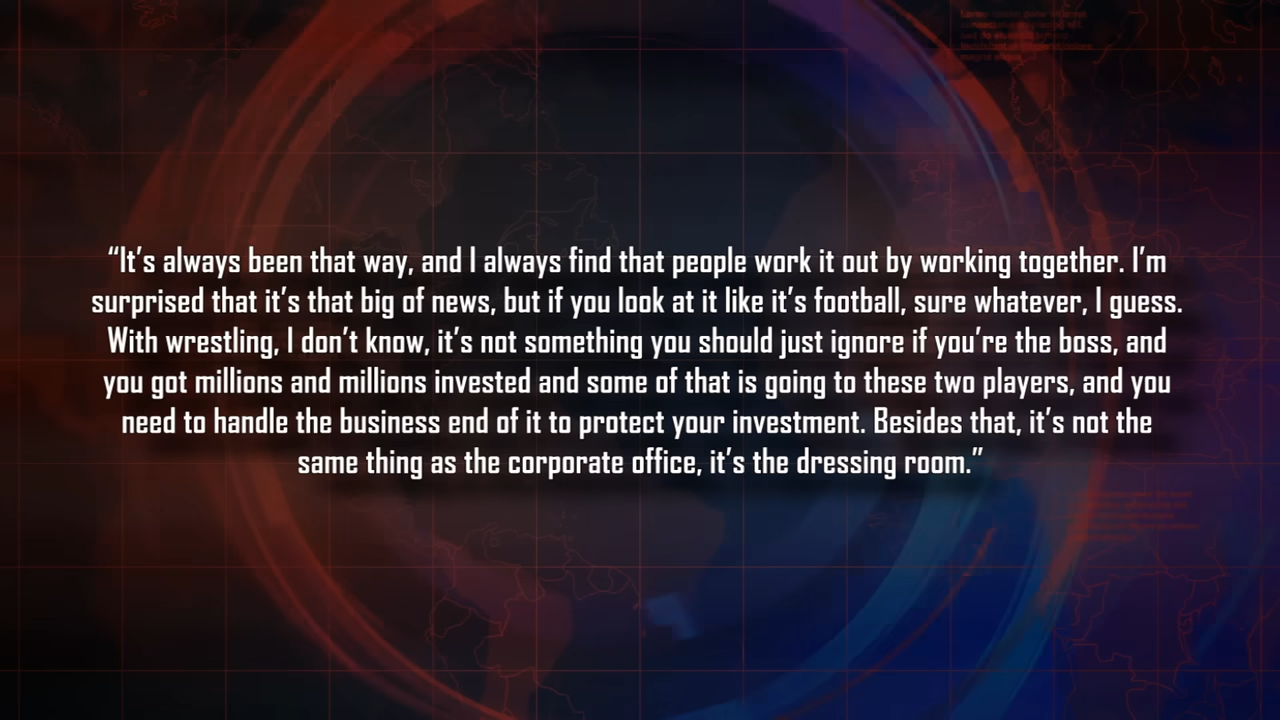 “It’s always been that way, and I always find that people work it out by working together. I’m
surprised that it’s that big of news, but if you look at it like it’s football, sure whatever, I guess.
With wrestling, I don’t know, it’s not something you should just ignore if you’re the boss, and
you got millions and millions invested and some of that is going to these two players, and you
need to handle the business end of it to protect your investment. Besides that, it’s not the
same thing as the corporate office, it’s the dressing room.”